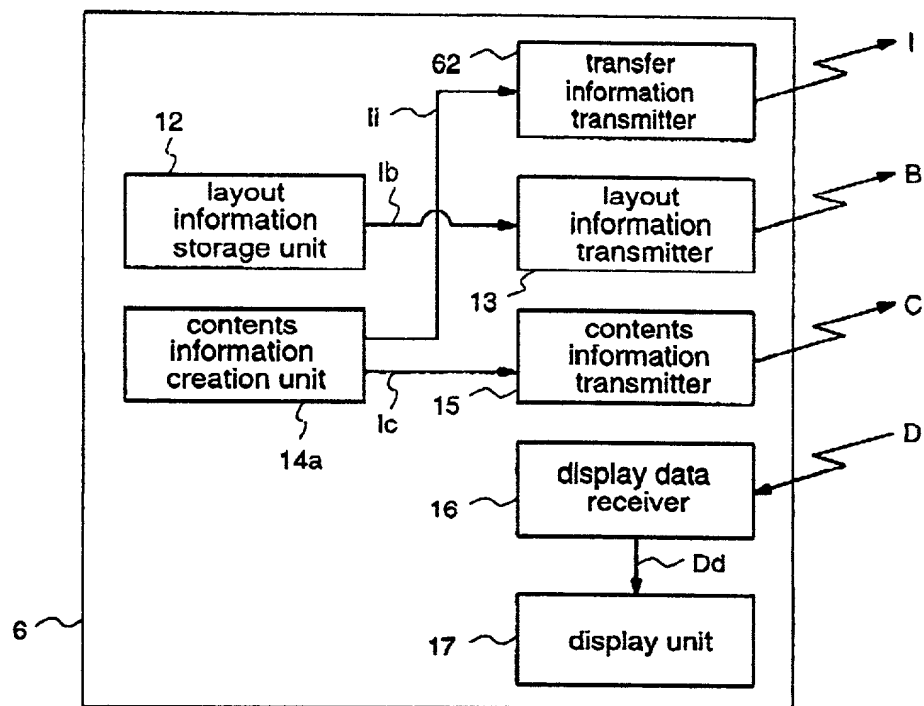 62
transfer
information
transmitter
I
Ii
12
layout
information
storage unit
Ib
layout
information
transmitter
B
13
contents
information
creation unit
14a
Ic
contents
information
transmitter
C
15
D
display data
receiver
16
Dd
6
17
display unit